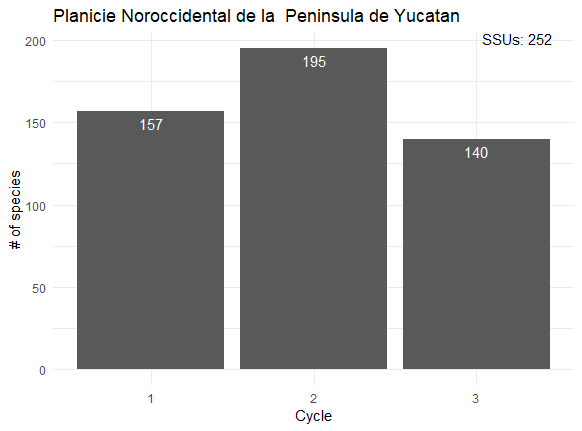 Planicie Noroccidental de la  Peninsula de Yucatan
SSUs: 252
200
150
100
50
0
# of species
157
195
140
1
2
3
Cycle